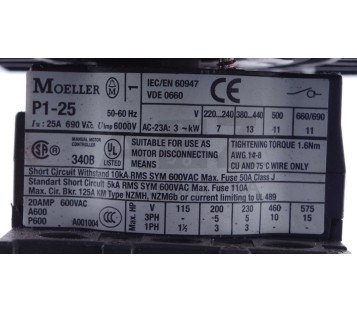 MOELLER 1 IEC/EN 60947
VDE 0660 CE
P1-25 50-60 Hz V 220...240 380...440 500 660/690
Ie: 25A 690 V~ Uimp 6000V AC-23A: 3 ~ kW 7 13 11 11
MANUAL MOTOR CONTROLLER 340B LISTED
SUITABLE FOR USE AS MOTOR DISCONNECTING MEANS
TIGHTENING TORQUE 1.6Nm
AWG 14-8
CU AND 75°C WIRE ONLY
Short Circuit Withstand 10kA RMS SYM 600VAC Max. Fuse 50A Class J
Standard Short Circuit 5kA RMS SYM 600VAC Max. Fuse 110A
Max. Cir. Bkr. 125A MM Type NZMH, NZM6b or current limiting to UL 489
20AMP 600VAC
A600
P600 A001004
Max. HP V 115 200 230 460 575
3PH - 5 5 10 15
1PH 1½ 3 3